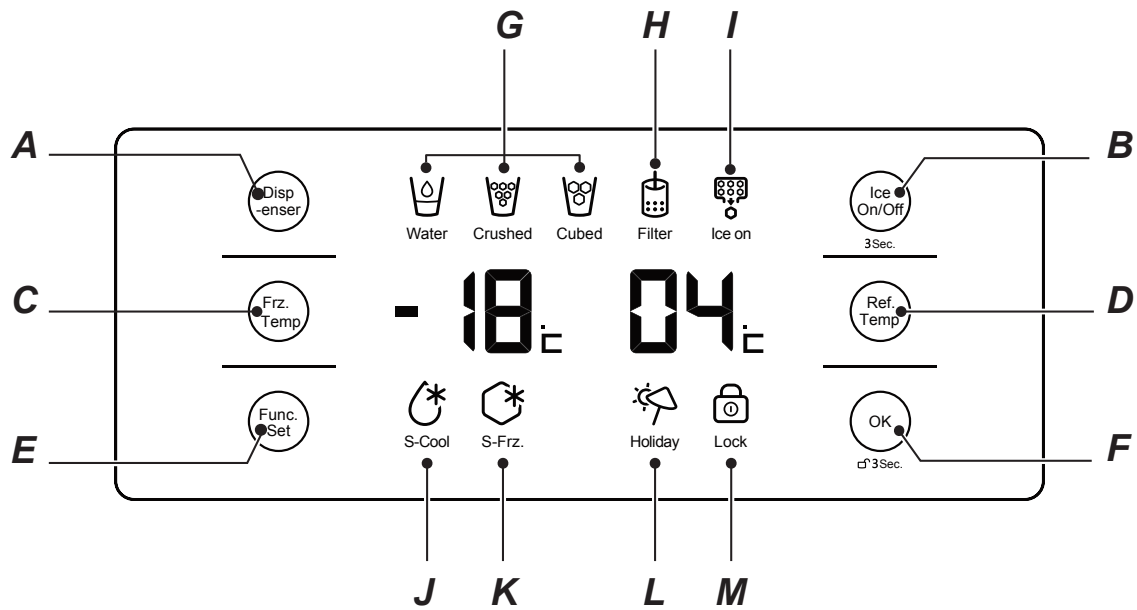 G H I
A B
Disp
-enser
Water Crushed Cubed Filter Ice on
Ice
On/Off
3Sec.
C D
Frz.
Temp
-18°C 04°C
Ref.
Temp
E F
Func.
Set
S-Cool S-Frz. Holiday Lock
OK
3Sec.
J K L M